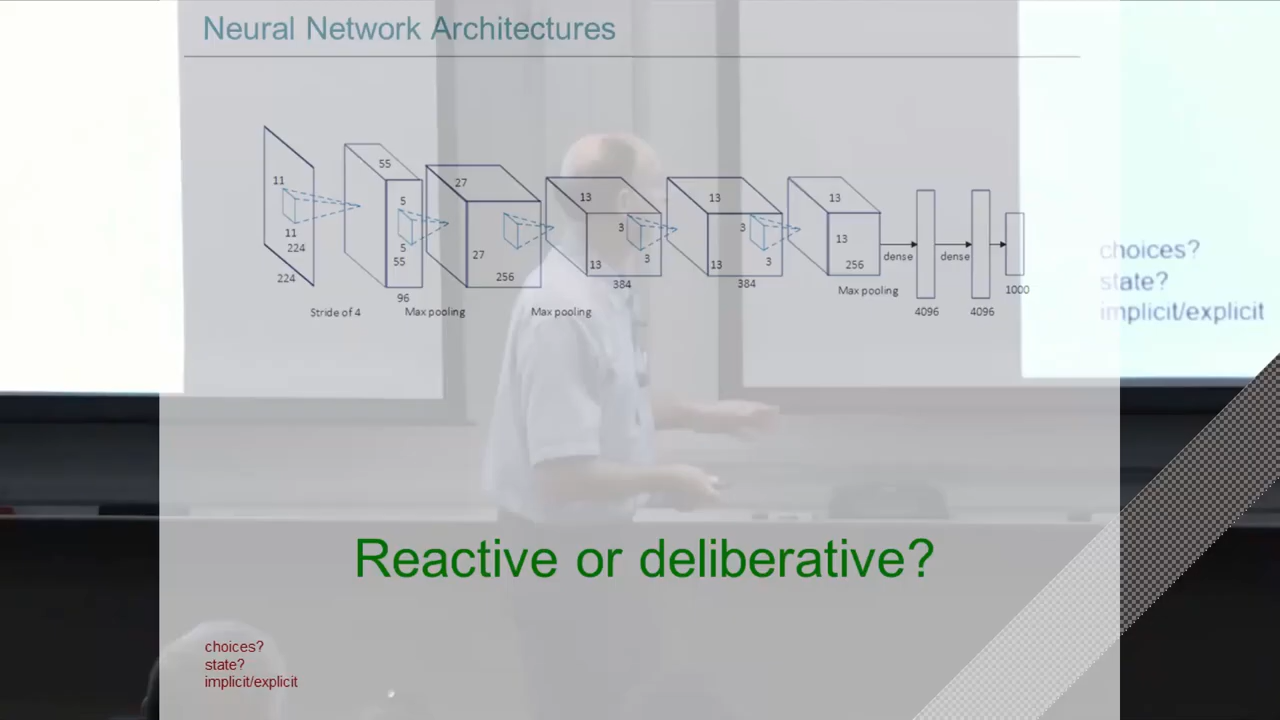 Neural Network Architectures
55
11
27
13
13
13
5
3
3
13
11
5
224
55
27
3
3
13
13
256
224
256
dense
dense
96
384
384
Max pooling
1000
Stride of 4
Max pooling
Max pooling
4096
4096
choices?
state?
implicit/explicit
Reactive or deliberative?
choices?
state?
implicit/explicit